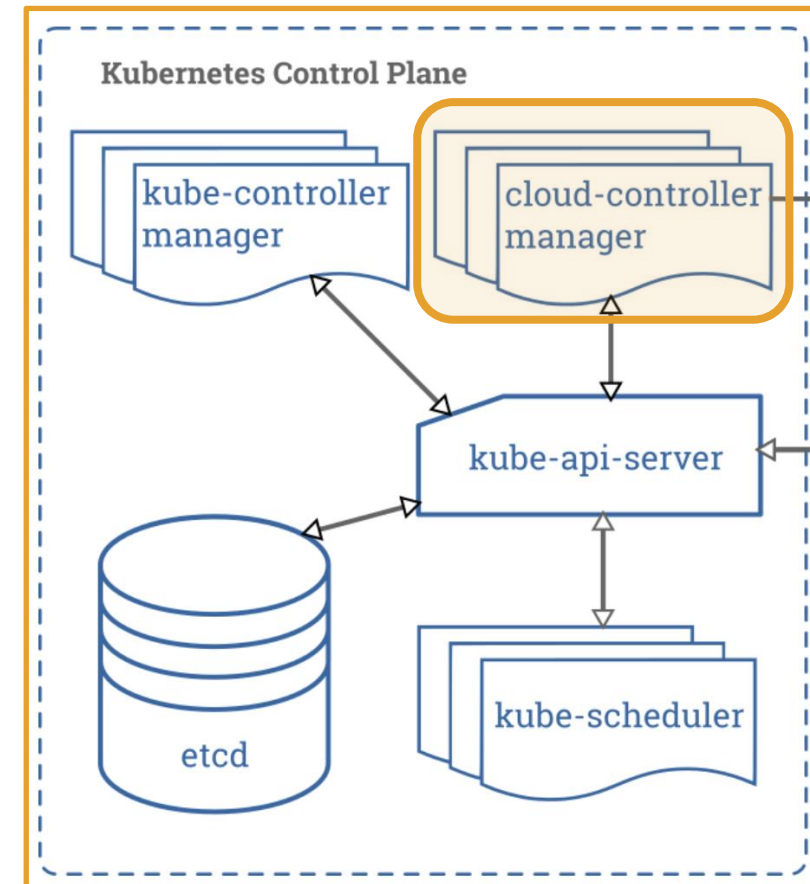 Kubernetes Control Plane
kube-controller
manager
cloud-controller
manager
kube-api-server
etcd
kube-scheduler